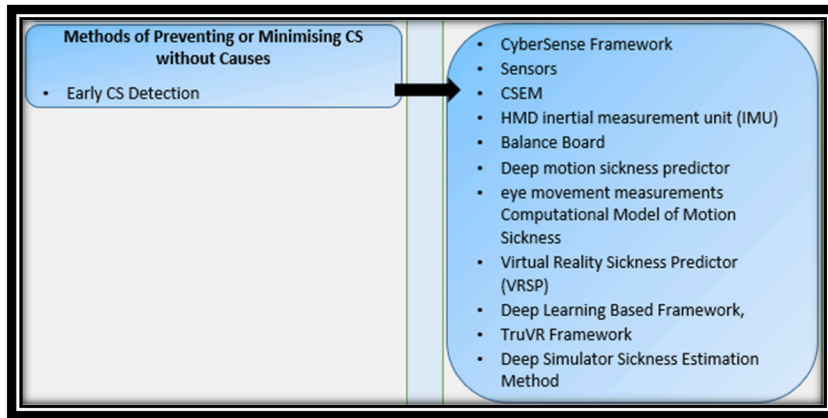 Methods of Preventing or Minimising CS
without Causes
• Early CS Detection
• CyberSense Framework
• Sensors
• CSEM
• HMD inertial measurement unit (IMU)
• Balance Board
• Deep motion sickness predictor
• eye movement measurements
Computational Model of Motion
Sickness
• Virtual Reality Sickness Predictor
(VRSP)
• Deep Learning Based Framework,
• TruVR Framework
• Deep Simulator Sickness Estimation
Method